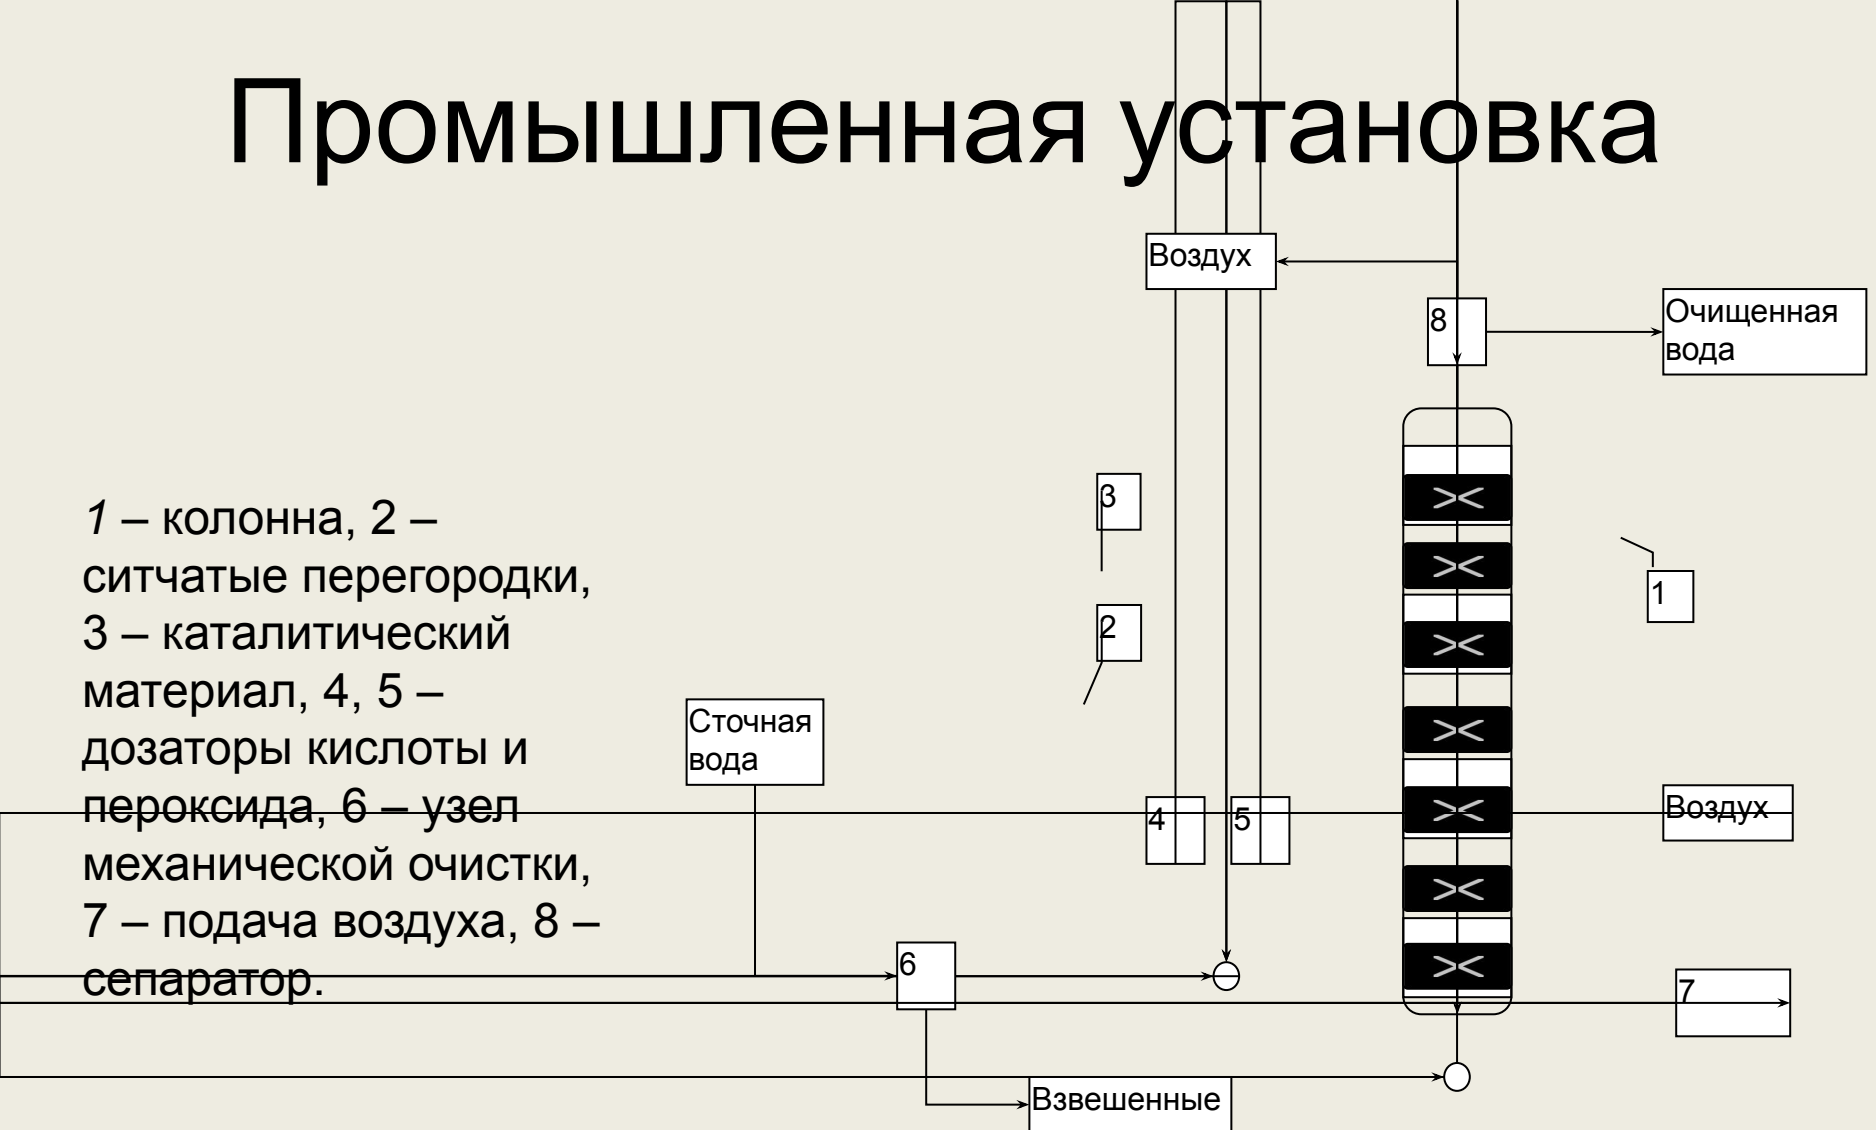 Промышленная установка
Воздух
8
Очищенная
вода
3
1 – колонна, 2 –
ситчатые перегородки,
3 – каталитический
материал, 4, 5 –
дозаторы кислоты и
пероксида, 6 – узел
механической очистки,
7 – подача воздуха, 8 –
сепаратор.
1
2
Сточная
вода
4
5
Воздух
6
7
Взвешенные